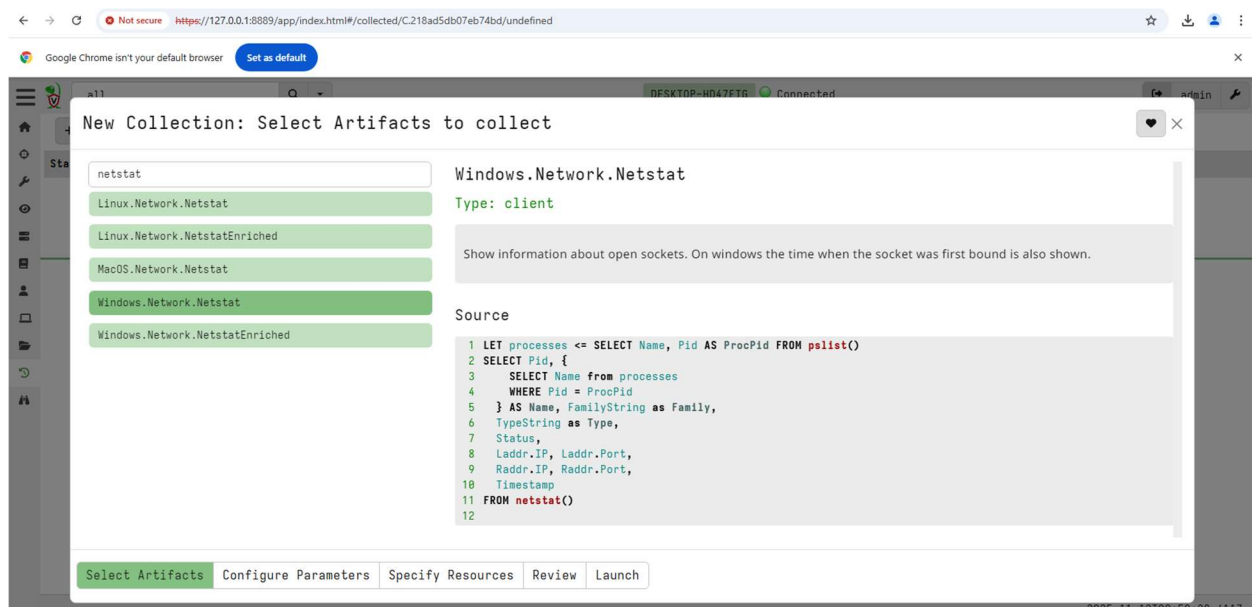 Not secure https://127.0.0.1:8889/app/index.html#/collected/C.218ad5db07eb74bd/undefined
Google Chrome isn't your default browser Set as default
all DESKTOP-HD47ETG Connected admin
New Collection: Select Artifacts to collect
Sta
netstat
Linux.Network.Netstat
Linux.Network.NetstatEnriched
MacOS.Network.Netstat
Windows.Network.Netstat
Windows.Network.NetstatEnriched
Windows.Network.Netstat
Type: client
Show information about open sockets. On windows the time when the socket was first bound is also shown.
Source
1 LET processes <= SELECT Name, Pid AS ProcPid FROM pslist()
2 SELECT Pid, {
3 SELECT Name from processes
4 WHERE Pid = ProcPid
5 } AS Name, FamilyString as Family,
6 TypeString as Type,
7 Status,
8 Laddr.IP, Laddr.Port,
9 Raddr.IP, Raddr.Port,
10 Timestamp
11 FROM netstat()
12
Select Artifacts Configure Parameters Specify Resources Review Launch